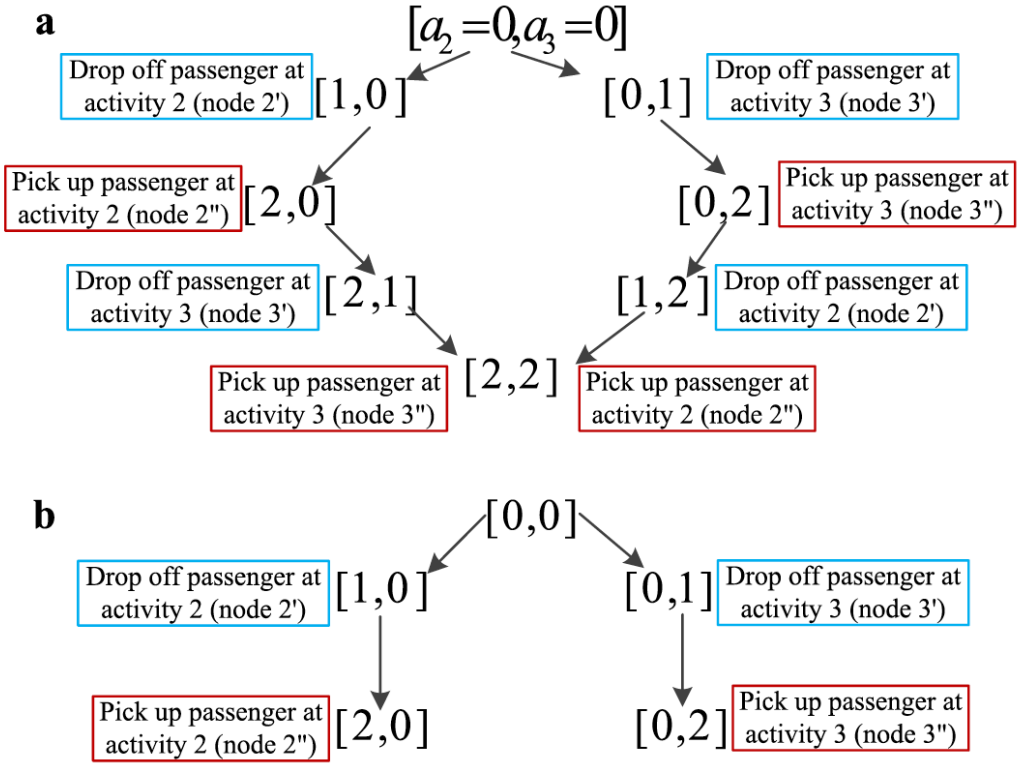 a
[a2=0,a3=0]
Drop off passenger at
activity 2 (node 2')
[1,0]
[0,1]
Drop off passenger at
activity 3 (node 3')
Pick up passenger at
activity 2 (node 2")
[2,0]
[0,2]
Pick up passenger at
activity 3 (node 3")
Drop off passenger at
activity 3 (node 3')
[2,1]
[1,2]
Drop off passenger at
activity 2 (node 2')
Pick up passenger at
activity 3 (node 3")
[2,2]
Pick up passenger at
activity 2 (node 2")
b
[0,0]
Drop off passenger at
activity 2 (node 2')
[1,0]
[0,1]
Drop off passenger at
activity 3 (node 3')
Pick up passenger at
activity 2 (node 2")
[2,0]
[0,2]
Pick up passenger at
activity 3 (node 3")